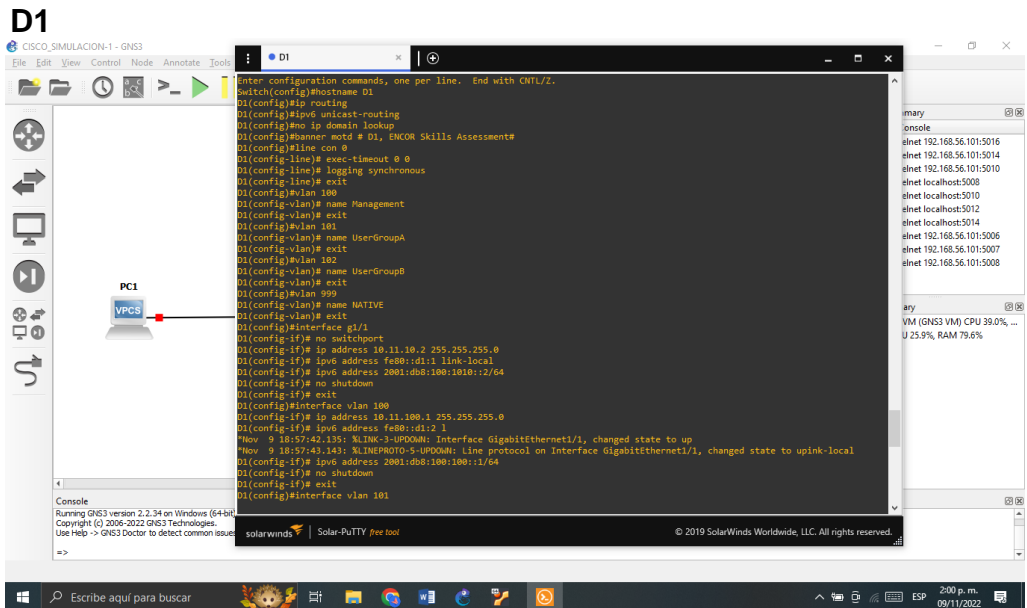 D1
CISCO_SIMULACION-1 - GNS3
File Edit View Control Node Annotate Tools
D1
Enter configuration commands, one per line.  End with CNTL/Z.
Switch(config)#hostname D1
D1(config)#ip routing
D1(config)#ipv6 unicast-routing
D1(config)#no ip domain lookup
D1(config)#banner motd # D1, ENCOR Skills Assessment#
D1(config)#line con 0
D1(config-line)# exec-timeout 0 0
D1(config-line)# logging synchronous
D1(config-line)# exit
D1(config)#vlan 100
D1(config-vlan)# name Management
D1(config-vlan)# exit
D1(config)#vlan 101
D1(config-vlan)# name UserGroupA
D1(config-vlan)# exit
D1(config)#vlan 102
D1(config-vlan)# name UserGroupB
D1(config-vlan)# exit
D1(config)#vlan 999
D1(config-vlan)# name NATIVE
D1(config-vlan)# exit
D1(config)#interface g1/1
D1(config-if)# no switchport
D1(config-if)# ip address 10.11.10.2 255.255.255.0
D1(config-if)# ipv6 address fe80::d1:1 link-local
D1(config-if)# ipv6 address 2001:db8:100:1010::2/64
D1(config-if)# no shutdown
D1(config-if)# exit
D1(config)#interface vlan 100
D1(config-if)# ip address 10.11.100.1 255.255.255.0
D1(config-if)# ipv6 address fe80::d1:2 l
*Nov  9 18:57:42.135: %LINK-3-UPDOWN: Interface GigabitEthernet1/1, changed state to up
*Nov  9 18:57:43.143: %LINEPROTO-5-UPDOWN: Line protocol on Interface GigabitEthernet1/1, changed state to upink-local
D1(config-if)# ipv6 address 2001:db8:100:100::1/64
D1(config-if)# no shutdown
D1(config-if)# exit
D1(config)#interface vlan 101
solarwinds Solar-PuTTY free tool
© 2019 SolarWinds Worldwide, LLC. All rights reserved.
PC1
VPCS
mmary
onsole
elnet 192.168.56.101:5016
elnet 192.168.56.101:5014
elnet 192.168.56.101:5010
elnet localhost:5008
elnet localhost:5010
elnet localhost:5012
elnet localhost:5014
elnet 192.168.56.101:5006
elnet 192.168.56.101:5007
elnet 192.168.56.101:5008
ary
VM (GNS3 VM) CPU 39.0%, ...
U 25.9%, RAM 79.6%
Console
Running GNS3 version 2.2.34 on Windows (64-bit
Copyright (c) 2006-2022 GNS3 Technologies.
Use Help -> GNS3 Doctor to detect common issues
=>
Escribe aquí para buscar
ESP
2:00 p. m.
09/11/2022